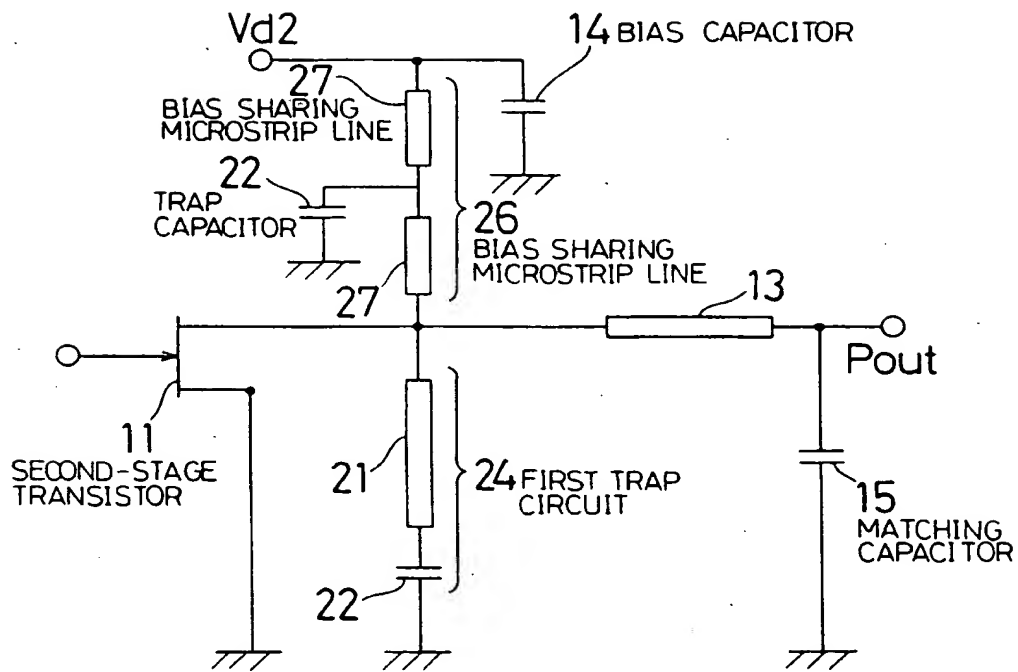 Vd2
14 BIAS CAPACITOR
27
BIAS SHARING
MICROSTRIP LINE
22
TRAP
CAPACITOR
26
BIAS SHARING
MICROSTRIP LINE
27
13
Pout
11
SECOND-STAGE
TRANSISTOR
21
24 FIRST TRAP
CIRCUIT
22
15
MATCHING
CAPACITOR